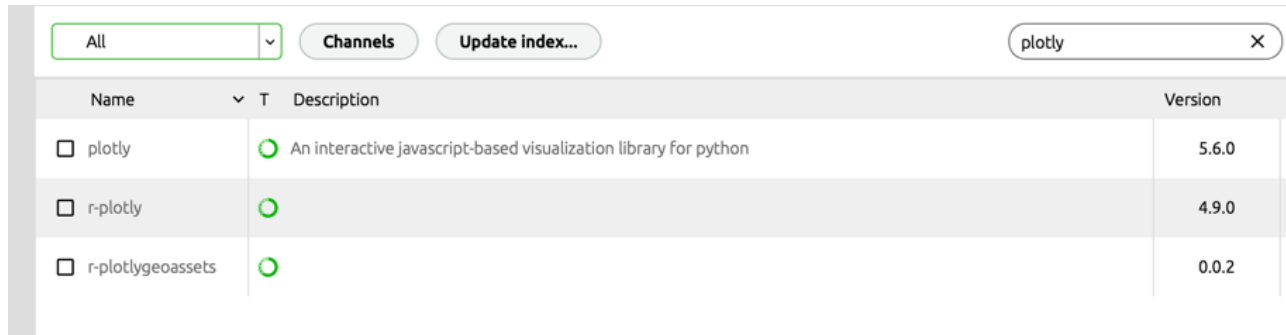 All Channels Update index... plotly
Name T Description Version
plotly An interactive javascript-based visualization library for python 5.6.0
r-plotly 4.9.0
r-plotlygeoassets 0.0.2